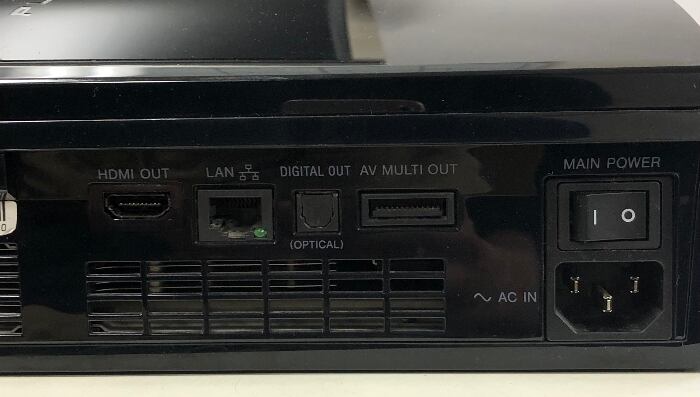 HDMI OUT
LAN
DIGITAL OUT
(OPTICAL)
AV MULTI OUT
MAIN POWER
I O
~ AC IN